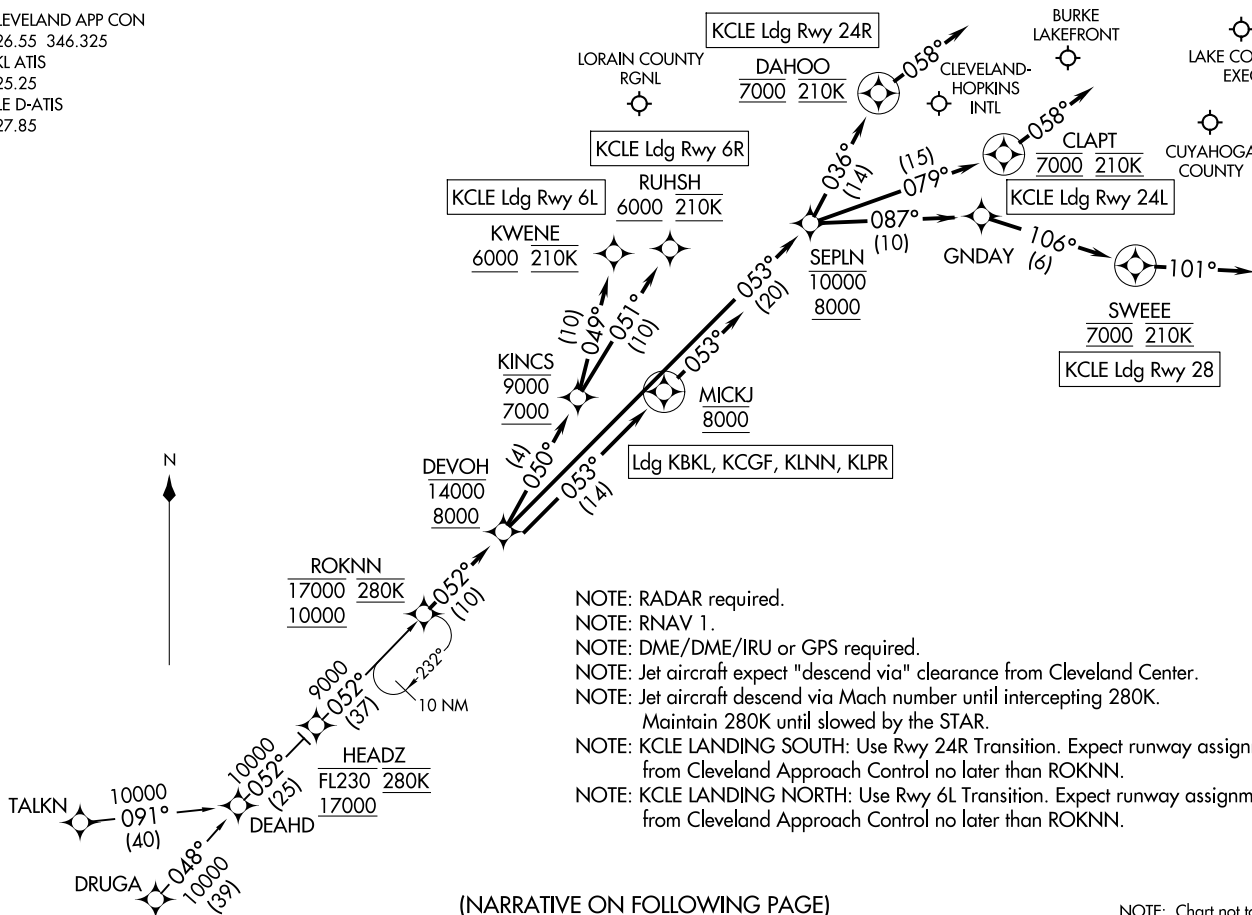 LEVELAND APP CON
26.55 346.325
KL ATIS
25.25
LE D-ATIS
27.85
KCLE Ldg Rwy 24R
DAHOO
7000 210K
058°
BURKE
LAKEFRONT
LAKE CO
EXEC
LORAIN COUNTY
RGNL
CLEVELAND-
HOPKINS
INTL
058°
CUYAHOGA
COUNTY
KCLE Ldg Rwy 6R
RUHSH
6000 210K
KCLE Ldg Rwy 6L
KWENE
6000 210K
036°
(14)
(15)
079°
CLAPT
7000 210K
KCLE Ldg Rwy 24L
087°
(10)
GNDAY
106°
(6)
101°
SWEEE
7000 210K
KCLE Ldg Rwy 28
SEPLN
10000
8000
053°
(20)
053°
(10)
049°
051°
(10)
KINCS
9000
7000
MICKJ
8000
Ldg KBKL, KCGF, KLNN, KLPR
(4)
050°
053°
(14)
DEVOH
14000
8000
N
ROKNN
17000 280K
10000
052°
(10)
232°
10 NM
9000
052°
(37)
HEADZ
FL230 280K
17000
10000
052°
(25)
TALKN
10000
091°
(40)
DEAHD
DRUGA
048°
10000
(39)
NOTE: RADAR required.
NOTE: RNAV 1.
NOTE: DME/DME/IRU or GPS required.
NOTE: Jet aircraft expect "descend via" clearance from Cleveland Center.
NOTE: Jet aircraft descend via Mach number until intercepting 280K.
Maintain 280K until slowed by the STAR.
NOTE: KCLE LANDING SOUTH: Use Rwy 24R Transition. Expect runway assign
from Cleveland Approach Control no later than ROKNN.
NOTE: KCLE LANDING NORTH: Use Rwy 6L Transition. Expect runway assignm
from Cleveland Approach Control no later than ROKNN.
(NARRATIVE ON FOLLOWING PAGE)
NOTE: Chart not to